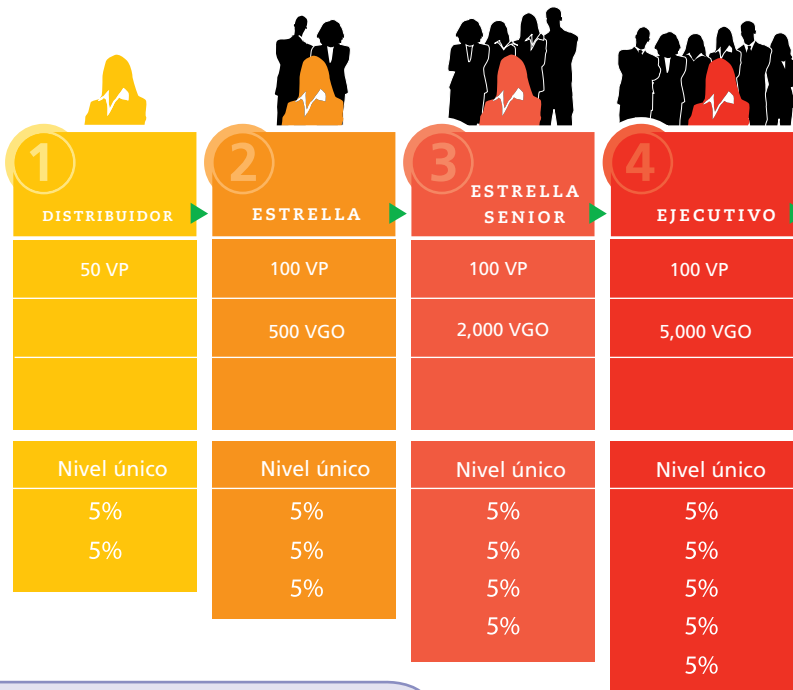 1
DISTRIBUIDOR
50 VP
Nivel único
5%
5%
2
ESTRELLA
100 VP
500 VGO
Nivel único
5%
5%
5%
3
ESTRELLA
SENIOR
100 VP
2,000 VGO
Nivel único
5%
5%
5%
5%
4
EJECUTIVO
100 VP
5,000 VGO
Nivel único
5%
5%
5%
5%
5%